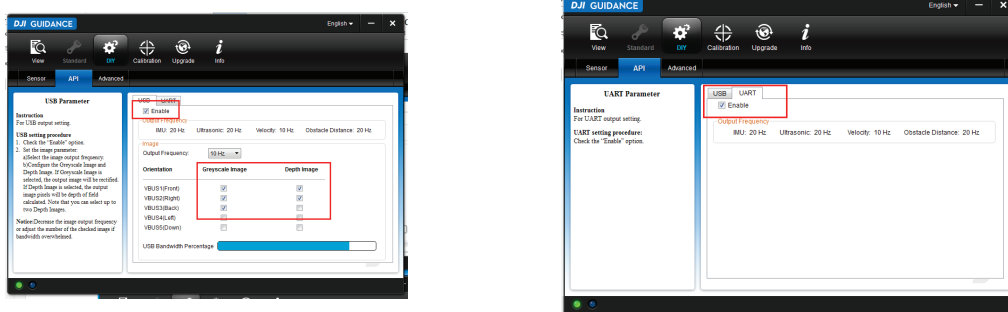 DJI GUIDANCE
English
View
Standard
DIY
Calibration
Upgrade
Info
Sensor
API
Advanced
USB Parameter
Instruction
For USB output setting.
USB setting procedure
1. Check the "Enable" option.
2. Set the image parameter:
a)Select the image output frequency:
b)Configure the Greyscale Image and
Depth Image. If Greyscale Image is
selected, the output image will be rectified.
If Depth Image is selected, the output
image pixels will be depth of field
calculated. Note that you can select up to
two Depth Images.
Notice:Decrease the image output frequency
or adjust the number of the checked image if
bandwidth overwhelmed.
USB UART
Enable
Output Frequency
IMU: 20 Hz Ultrasonic: 20 Hz Velocity: 10 Hz Obstacle Distance: 20 Hz
Image
Output Frequency: 10 Hz
Orientation Greyscale Image Depth Image
VBUS1(Front)
VBUS2(Right)
VBUS3(Back)
VBUS4(Left)
VBUS5(Down)
USB Bandwidth Percentage
DJI GUIDANCE
English
View
Standard
DIY
Calibration
Upgrade
Info
Sensor
API
Advanced
UART Parameter
Instruction
For UART output setting.
UART setting procedure:
Check the "Enable" option.
USB UART
Enable
Output Frequency
IMU: 20 Hz Ultrasonic: 20 Hz Velocity: 10 Hz Obstacle Distance: 20 Hz